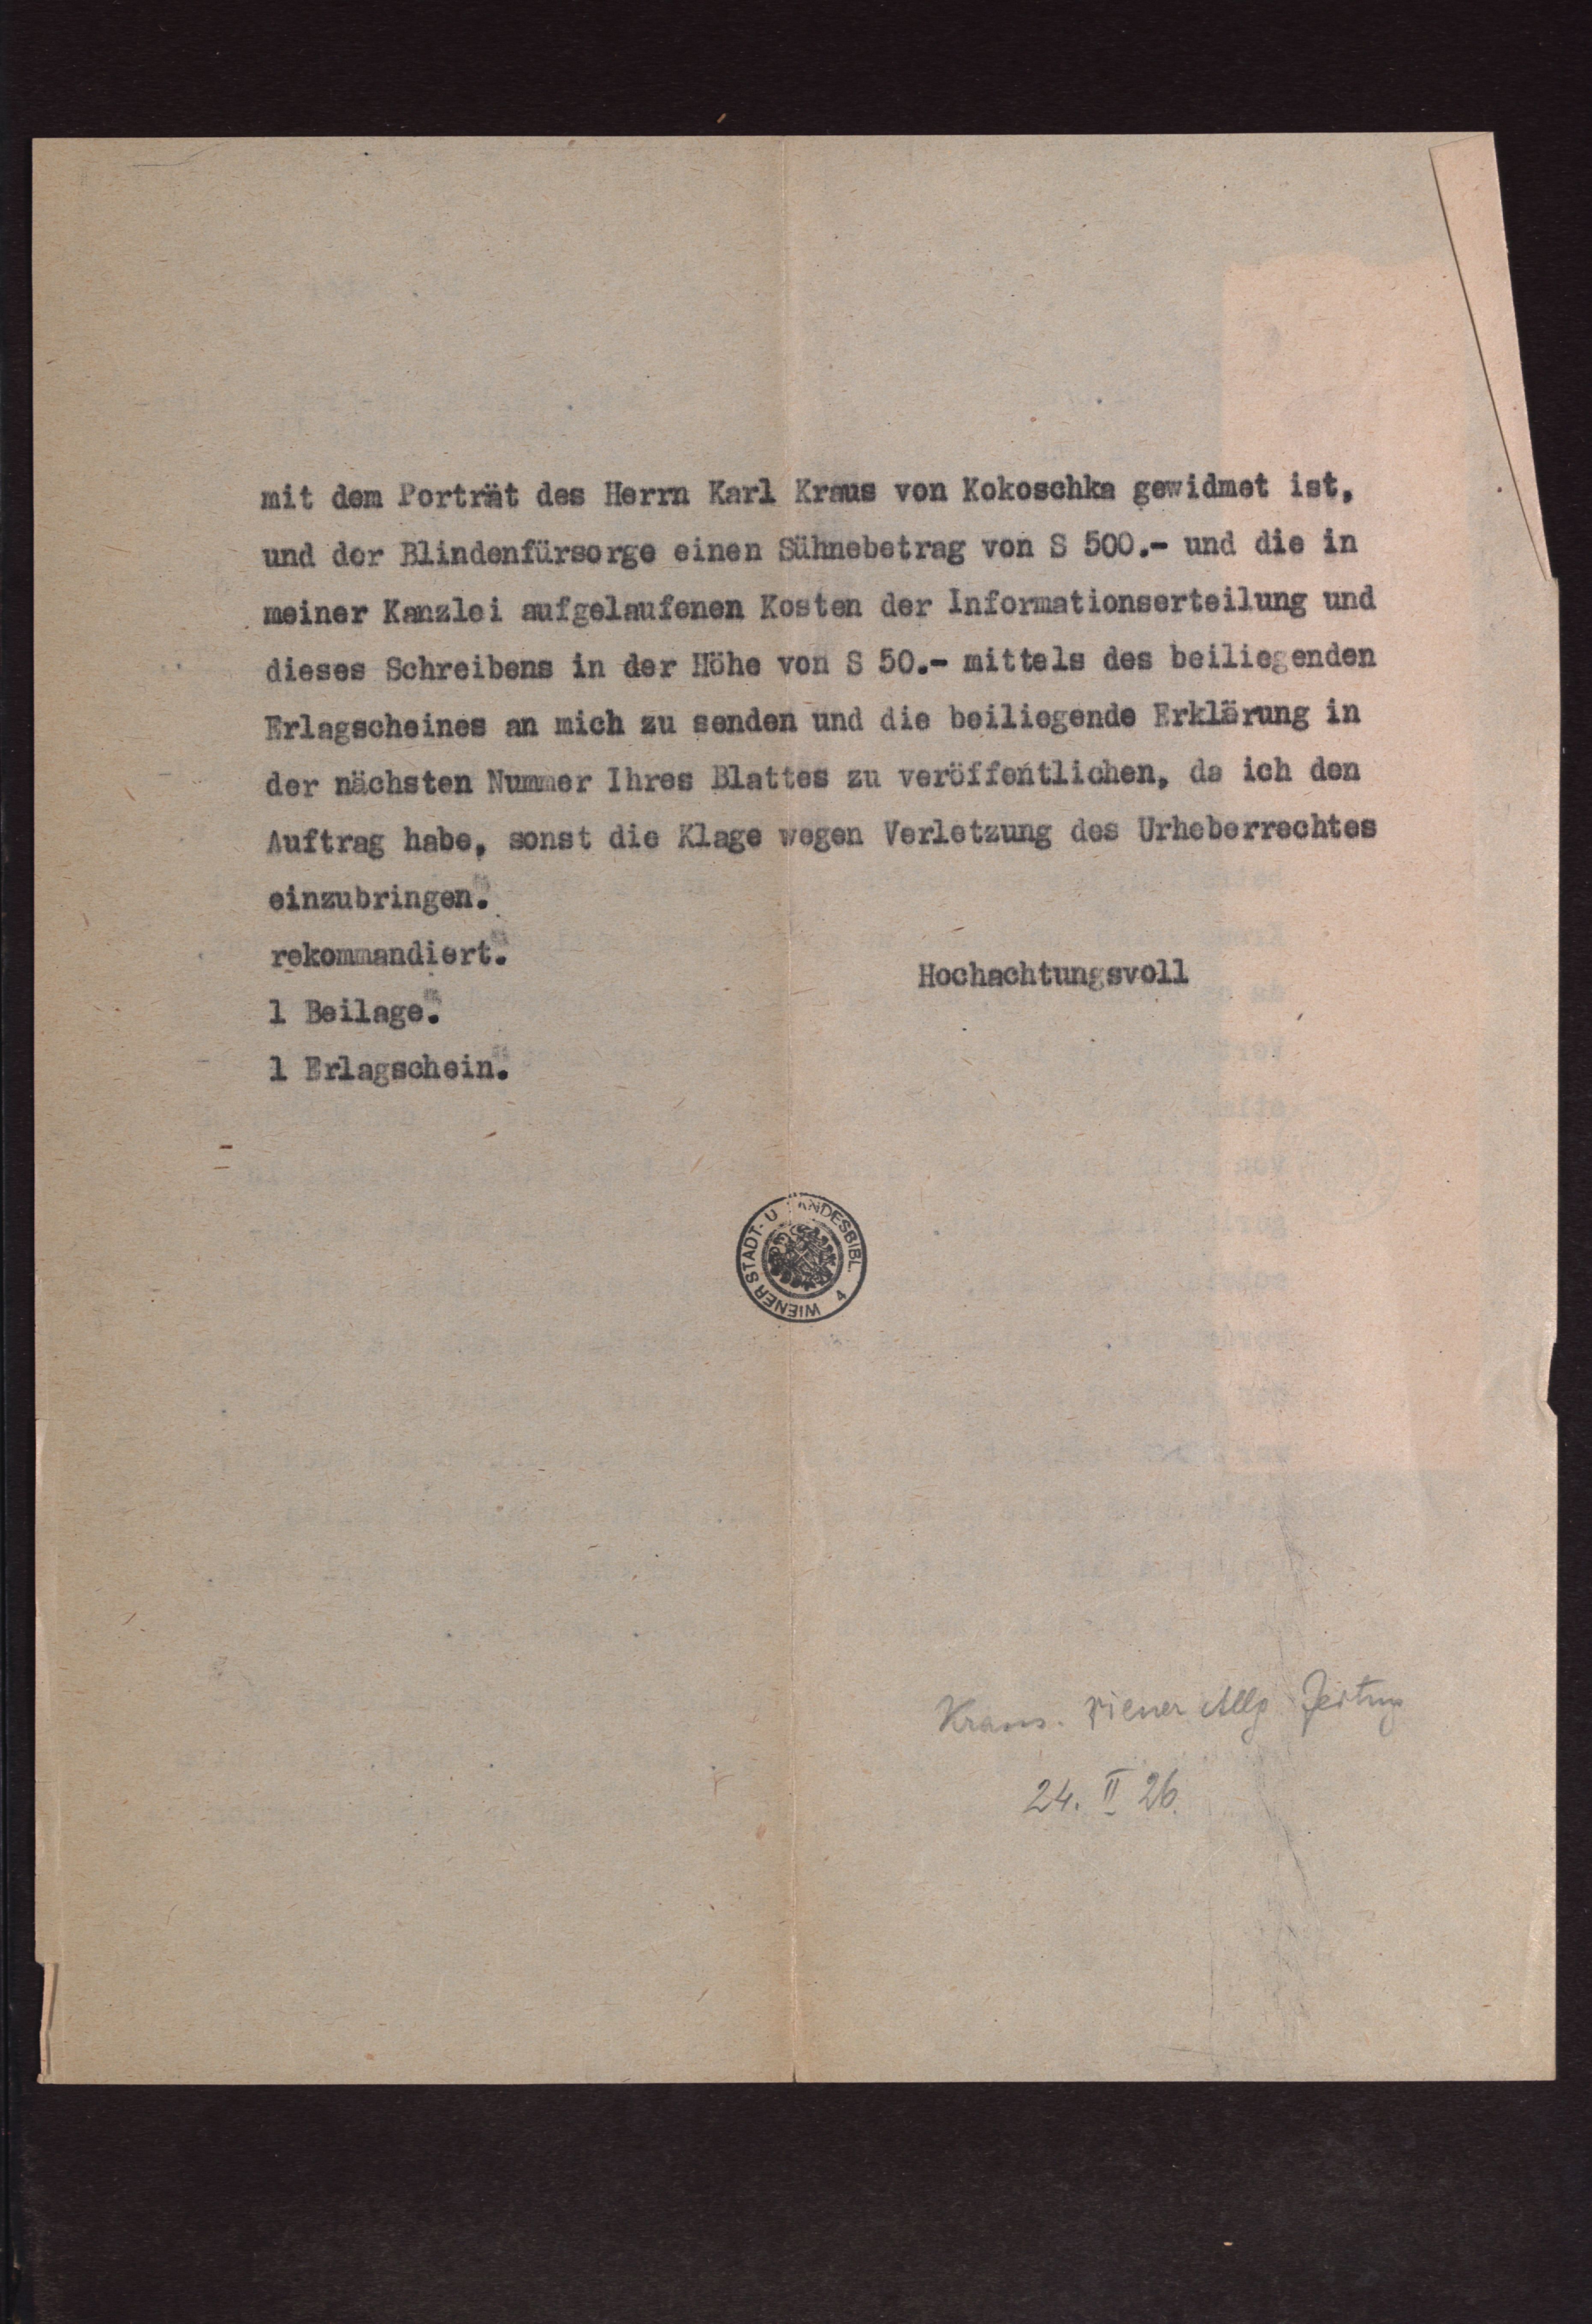 mit dem Porträt des Herrn Karl Kraus von Kokoschka gewidmet ist,
und der Blindenfürsorge einen Sühnebetrag von S 500.- und die in
meiner Kanzlei aufgelaufenen Kosten der Informationserteilung und
dieses Schreibens in der Höhe von S 50.- mittels des beiliegenden
Erlagscheines an mich zu senden und die beiliegende Erklärung in
der nächsten Nummer Ihres Blattes zu veröffentlichen, da ich den
Auftrag habe, sonst die Klage wegen Verletzung des Urheberrechtes
einzubringen.
rekommandiert.
Hochachtungsvoll
1 Beilage.
1 Erlagschein.
WIENER STADT- U LANDESBIBL. 4
Kraus. Wiener Allg Zeitung
24. II 26.